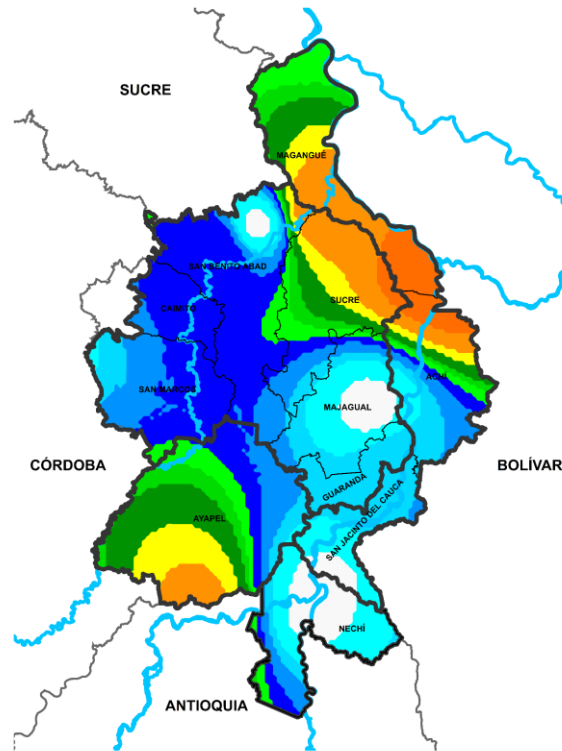 SUCRE
MAGANGUÉ
SAN BENITO ABAD
CAIMITO
SUCRE
ACHÍ
SAN MARCOS
MAJAGUAL
CÓRDOBA
BOLÍVAR
GUARANDA
SAN JACINTO DEL CAUCA
AYAPEL
NECHÍ
ANTIOQUIA